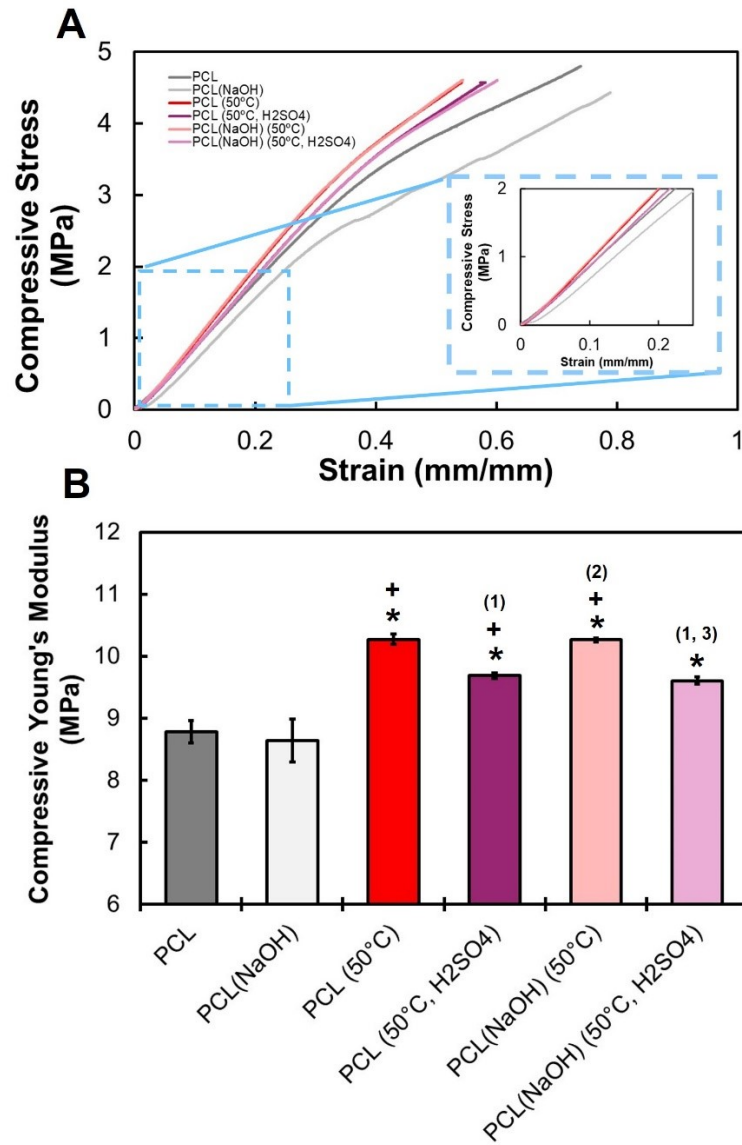 A
5
4
3
2
1
0
Compressive Stress
(MPa)
PCL
PCL(NaOH)
PCL (50ºC)
PCL (50ºC, H2SO4)
PCL(NaOH) (50ºC)
PCL(NaOH) (50ºC, H2SO4)
2
1
0
Compressive Stress
(MPa)
0
0.1
0.2
Strain (mm/mm)
0
0.2
0.4
0.6
0.8
1
Strain (mm/mm)
B
12
11
10
9
8
7
6
Compressive Young's Modulus
(MPa)
+
*
(1)
+
*
(2)
+
*
(1, 3)
*
PCL
PCL(NaOH)
PCL (50°C)
PCL (50°C, H2SO4)
PCL(NaOH) (50°C)
PCL(NaOH) (50°C, H2SO4)